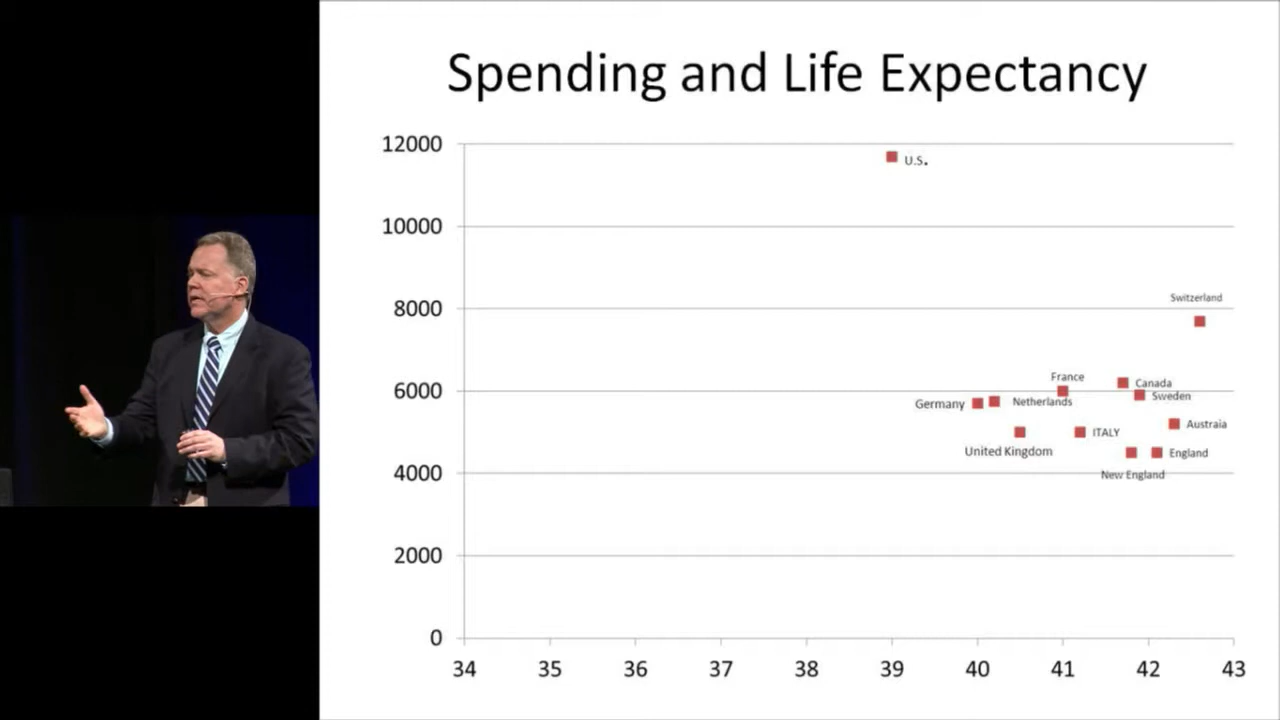 Spending and Life Expectancy
12000
U.S.
10000
Switzerland
8000
France
Canada
6000
Sweden
Germany
Netherlands
Austraia
United Kingdom
ITALY
England
4000
New England
2000
0
34 35 36 37 38 39 40 41 42 43